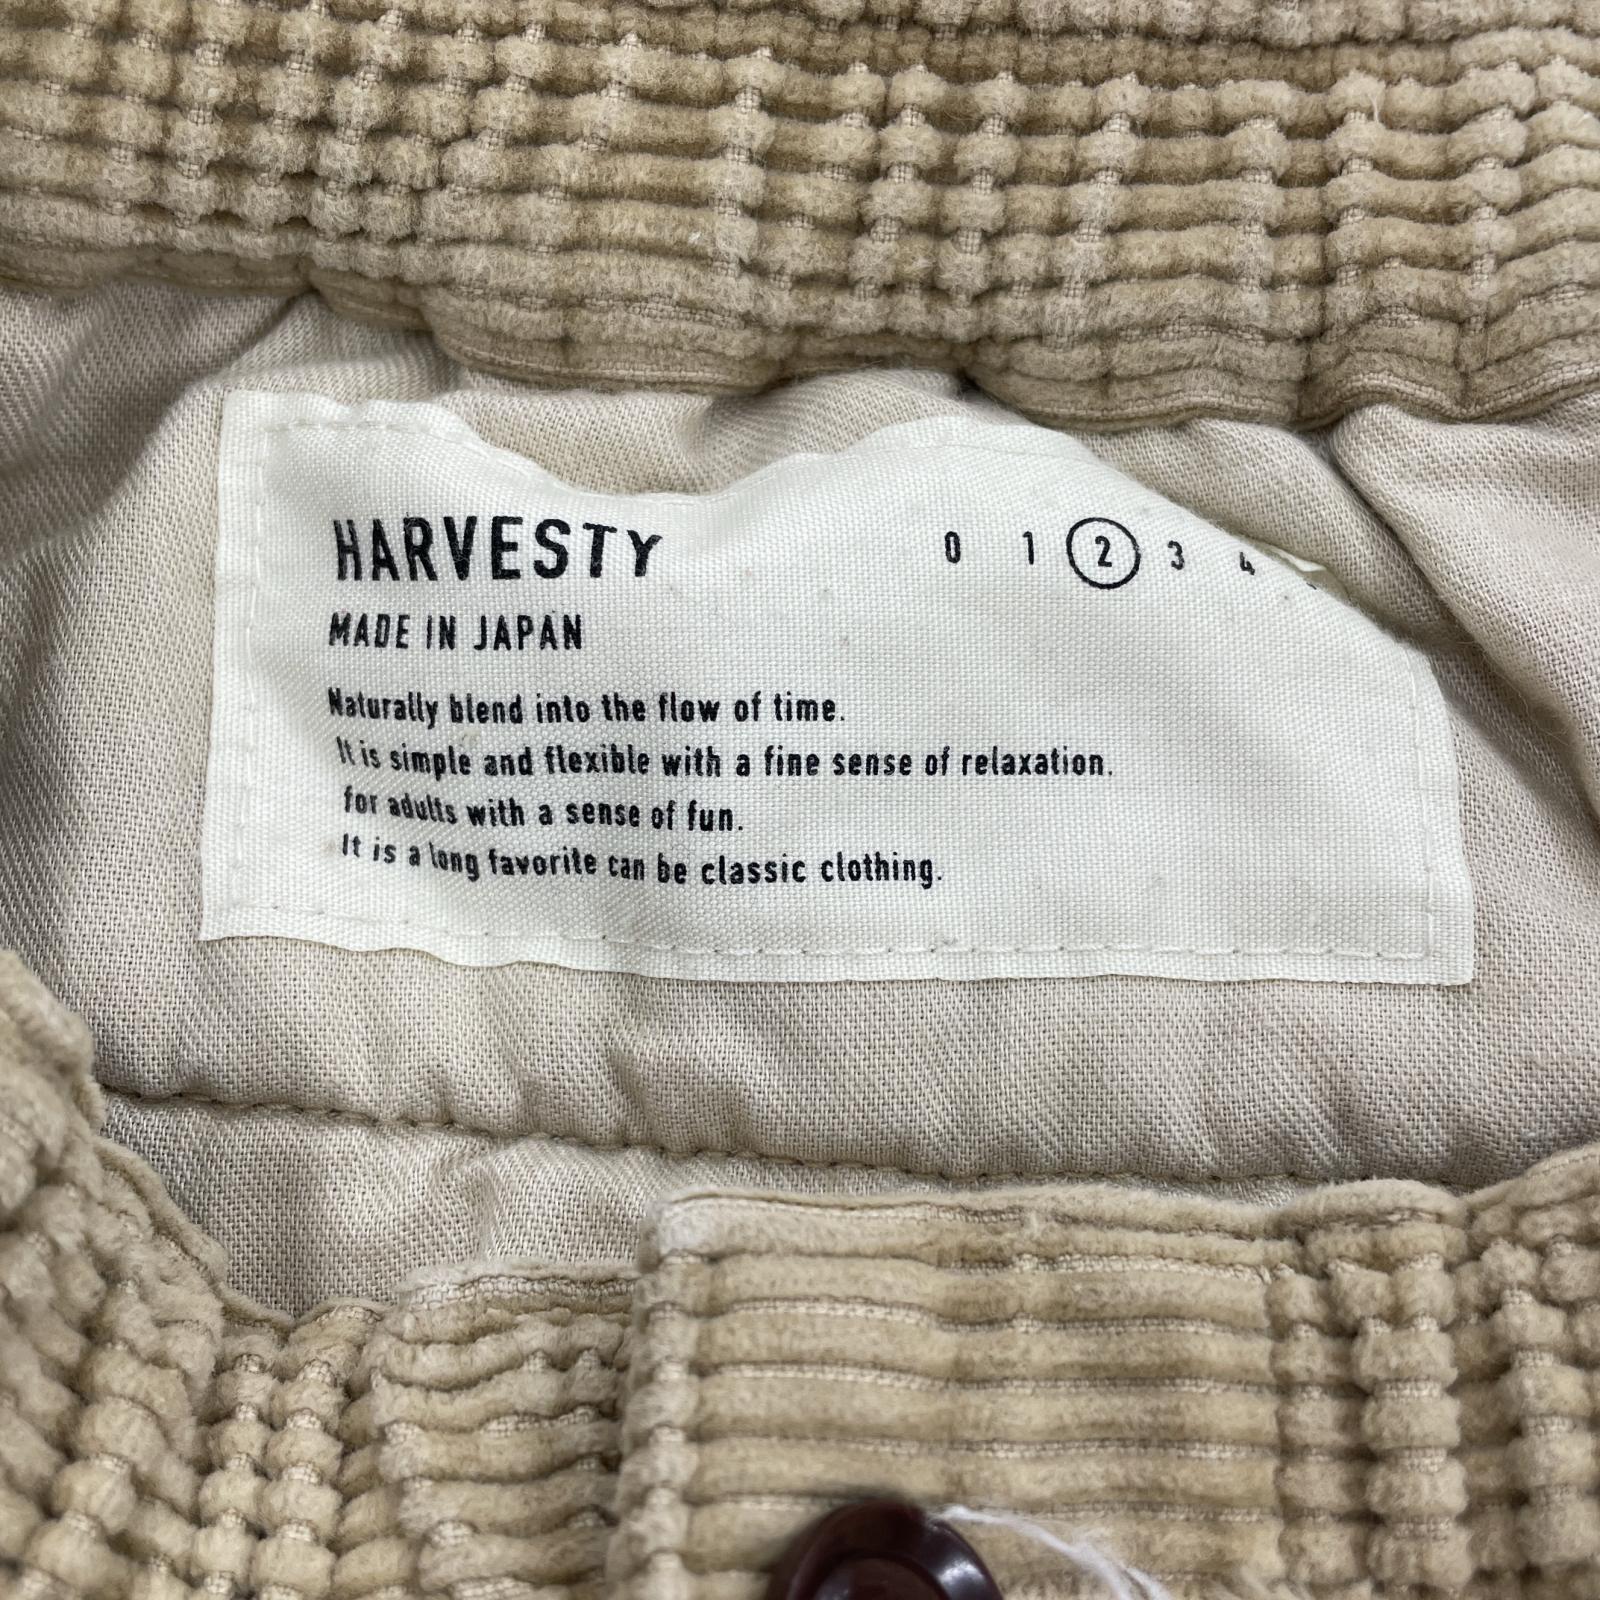 HARVESTY 0 1 2 3 4
MADE IN JAPAN
Naturally blend into the flow of time.
It is simple and flexible with a fine sense of relaxation.
for adults with a sense of fun.
It is a long favorite can be classic clothing.